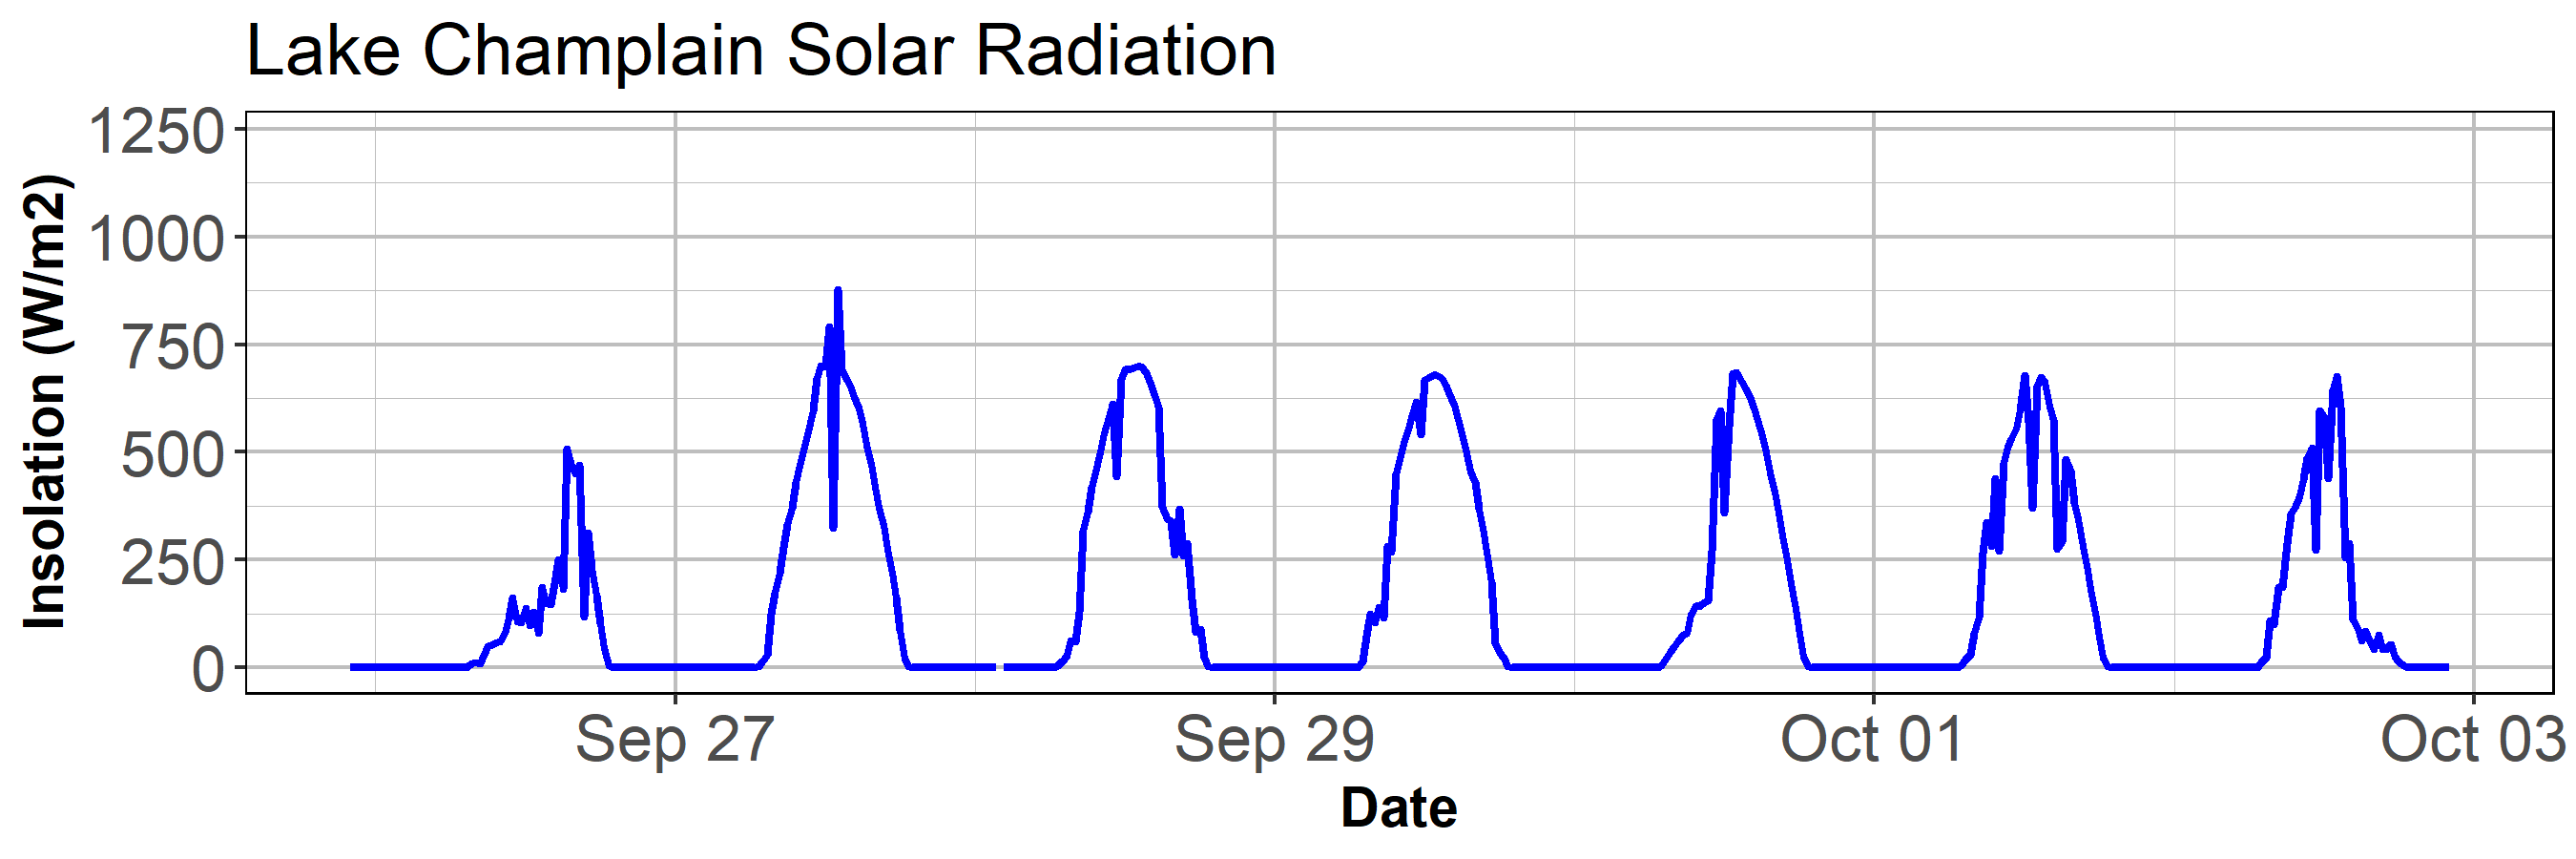 Lake Champlain Solar Radiation
1250
1000
750
500
250
0
Insolation (W/m2)
Sep 27
Sep 29
Oct 01
Oct 03
Date